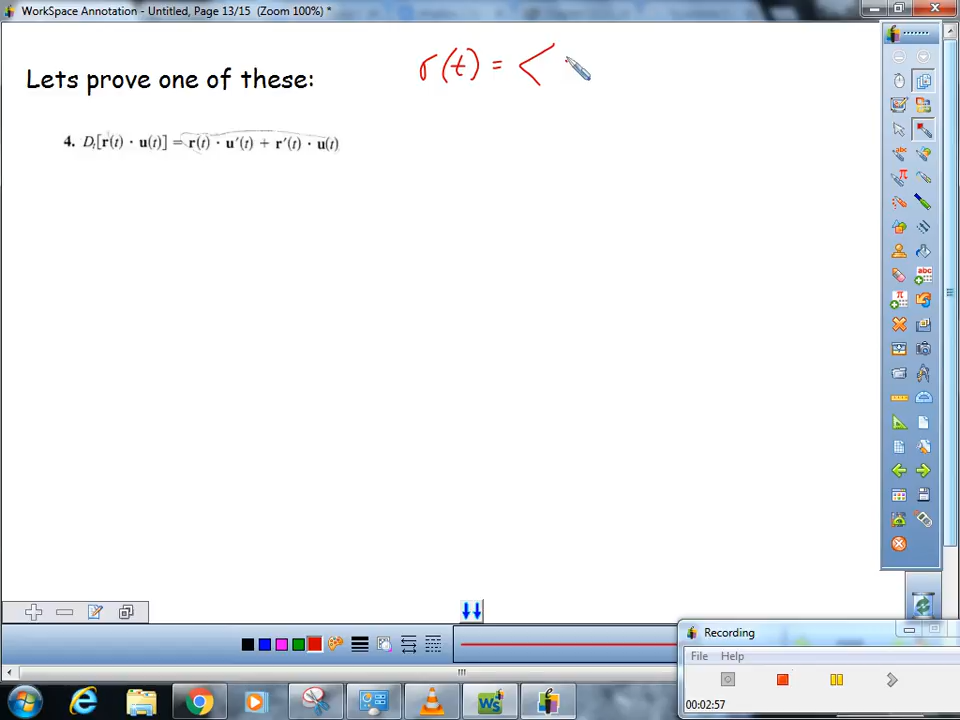 WorkSpace Annotation - Untitled, Page 13/15 (Zoom 100%) *
r(t) = <
Lets prove one of these:
4. Dₜ[r(t) · u(t)] = r(t) · u′(t) + r′(t) · u(t)
Recording
File Help
00:02:57